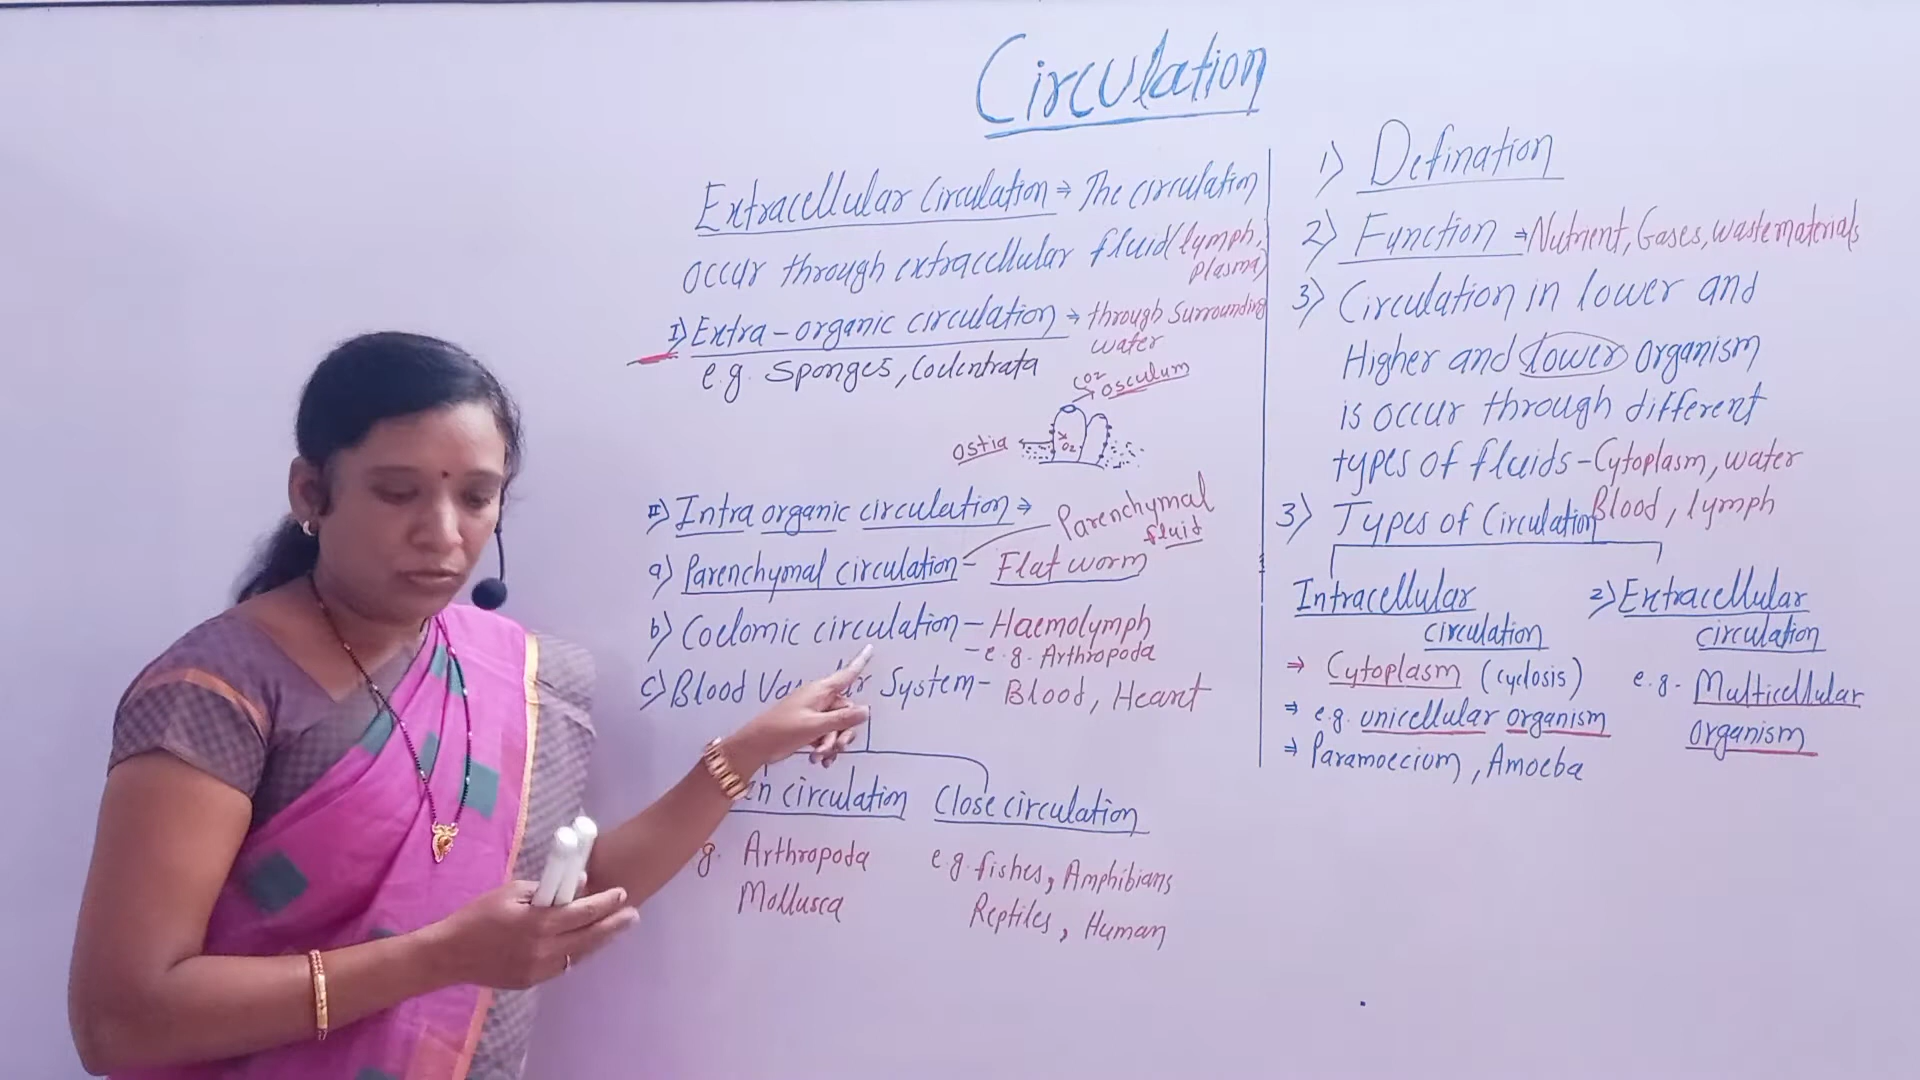 Circulation
Extracellular Circulation ⇒ The circulation
occur through extracellular fluid (lymph,
plasma)
I) Extra-organic circulation → through Surrounding
water
e.g. Sponges, Coelentrata
CO2
osculum
ostia
O2
II) Intra organic circulation ⇒
Parenchymal
fluid
a) Parenchymal circulation - Flat worm
b) Coelomic circulation - Haemolymph
- e.g. Arthropoda
c) Blood System - Blood, Heart
circulation
Close circulation
g. Arthropoda
Mollusca
e.g. fishes, Amphibians
Reptiles, Human
1) Defination
2) Function ⇒ Nutrient, Gases, waste materials
3) Circulation in lower and
Higher and lower organism
is occur through different
types of fluids - Cytoplasm, water
Blood, lymph
3) Types of Circulation
Intracellular
circulation
⇒ Cytoplasm (cyclosis)
⇒ e.g. unicellular organism
⇒ Paramoecium, Amoeba
2) Extracellular
circulation
e.g. - Multicellular
organism